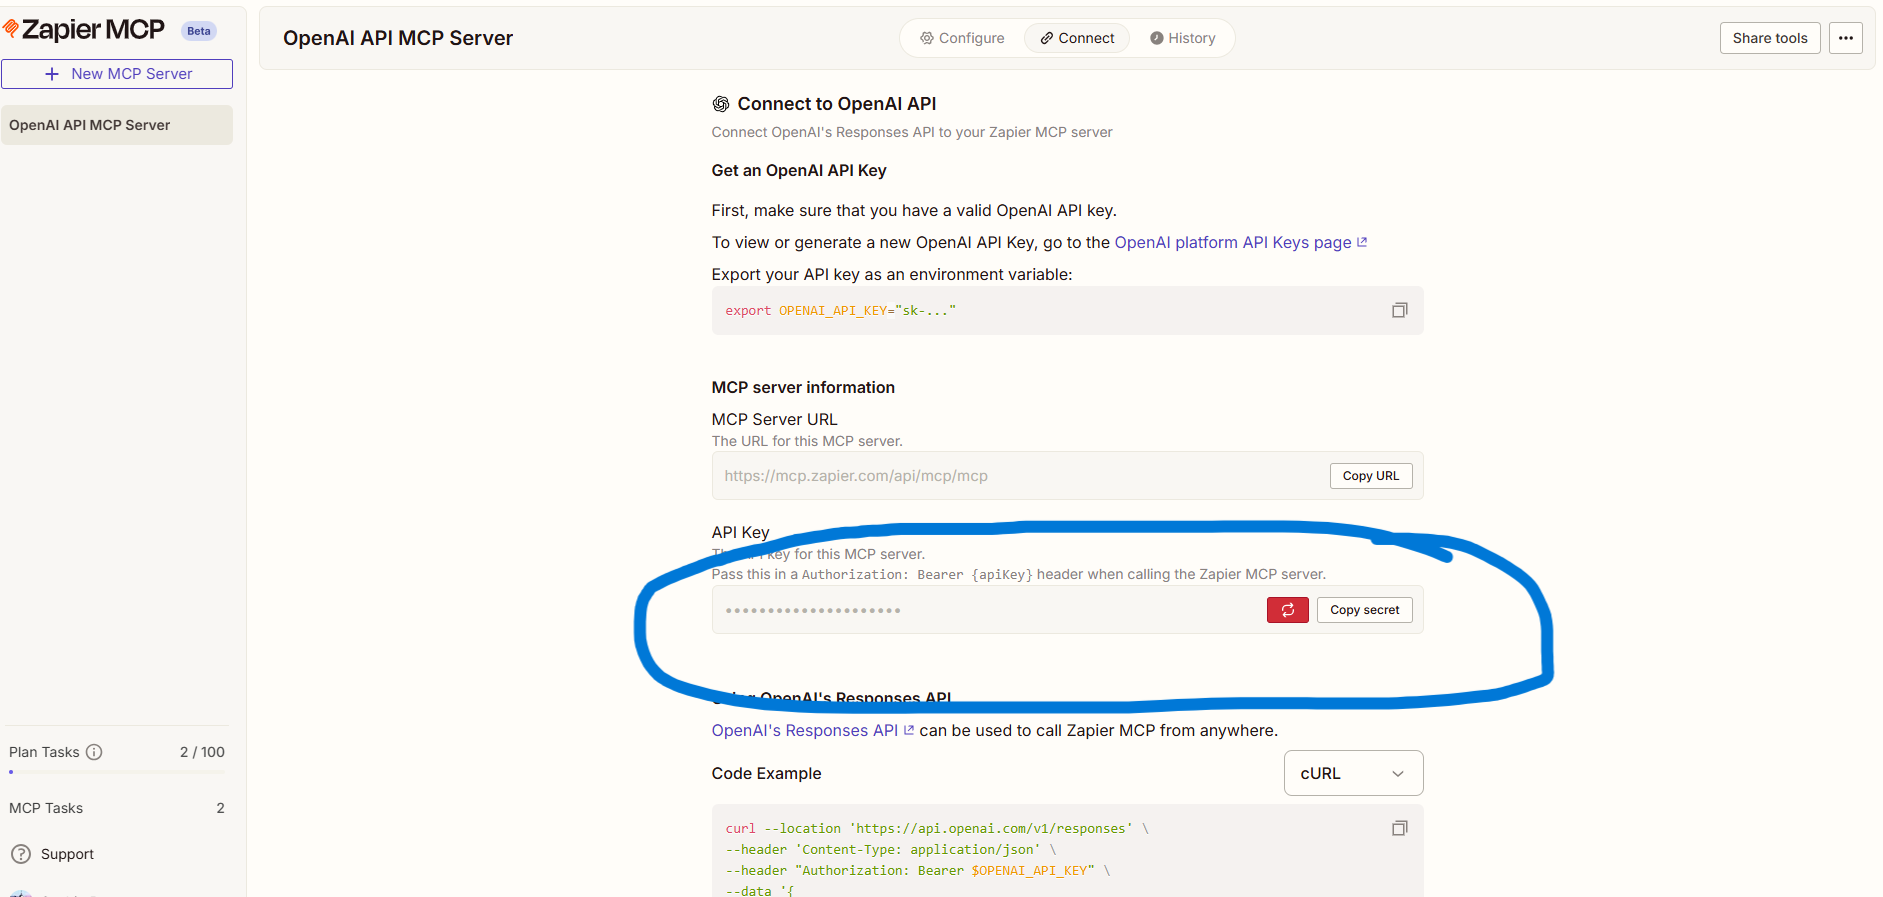 Zapier MCP Beta
OpenAI API MCP Server
Configure
Connect
History
Share tools
New MCP Server
OpenAI API MCP Server
Connect to OpenAI API
Connect OpenAI's Responses API to your Zapier MCP server
Get an OpenAI API Key
First, make sure that you have a valid OpenAI API key.
To view or generate a new OpenAI API Key, go to the OpenAI platform API Keys page
Export your API key as an environment variable:
export OPENAI_API_KEY="sk-..."
MCP server information
MCP Server URL
The URL for this MCP server.
https://mcp.zapier.com/api/mcp/mcp
Copy URL
API Key
key for this MCP server.
Pass this in a Authorization: Bearer {apiKey} header when calling the Zapier MCP server.
•••••••••••••••••••••
Copy secret
OpenAI's Responses API
OpenAI's Responses API can be used to call Zapier MCP from anywhere.
Code Example
cURL
curl --location 'https://api.openai.com/v1/responses' \
--header 'Content-Type: application/json' \
--header "Authorization: Bearer $OPENAI_API_KEY" \
--data '{
Plan Tasks 2 / 100
MCP Tasks 2
Support